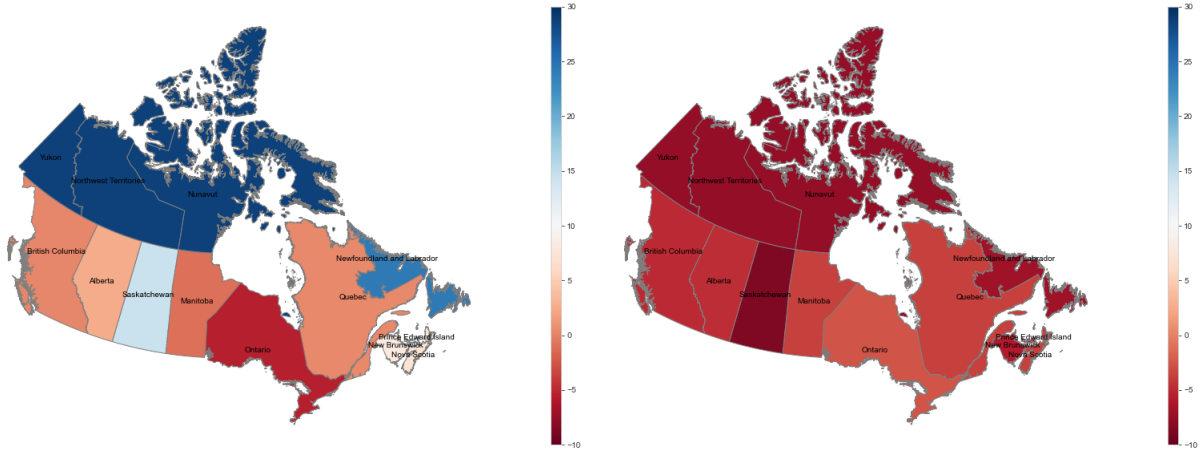 30
25
20
15
10
5
0
−5
−10
Yukon
Northwest Territories
Nunavut
British Columbia
Alberta
Saskatchewan
Manitoba
Ontario
Quebec
Newfoundland and Labrador
Prince Edward Island
New Brunswick
Nova Scotia
30
25
20
15
10
5
0
−5
−10
Yukon
Northwest Territories
Nunavut
British Columbia
Alberta
Saskatchewan
Manitoba
Ontario
Quebec
Newfoundland and Labrador
Prince Edward Island
New Brunswick
Nova Scotia